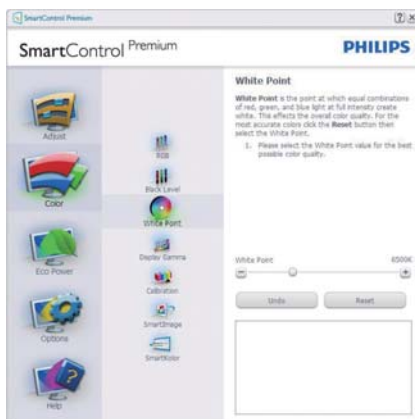 SmartControl Premium
SmartControl Premium
PHILIPS
Adjust
Color
Eco Power
Options
Help
RGB
Black Level
White Point
Display Gamma
Calibration
SmartImage
SmartKolor
White Point
White Point is the point at which equal combinations
of red, green, and blue light at full intensity create
white. This effects the overall color quality. For the
most accurate colors click the Reset button then
select the White Point.
1. Please select the White Point value for the best
possible color quality.
White Point 6500K
Undo Reset